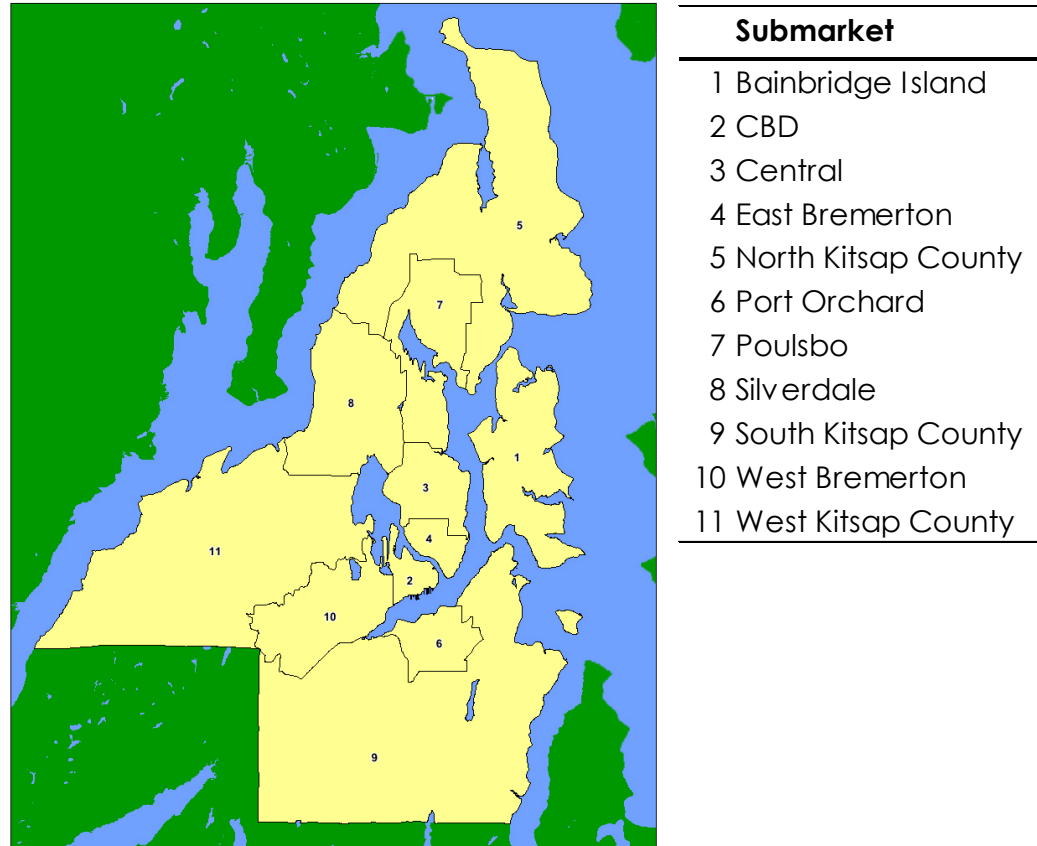 Submarket
1 Bainbridge Island
2 CBD
3 Central
4 East Bremerton
5 North Kitsap County
6 Port Orchard
7 Poulsbo
8 Silverdale
9 South Kitsap County
10 West Bremerton
11 West Kitsap County
5
7
8
1
3
4
11
2
10
6
9